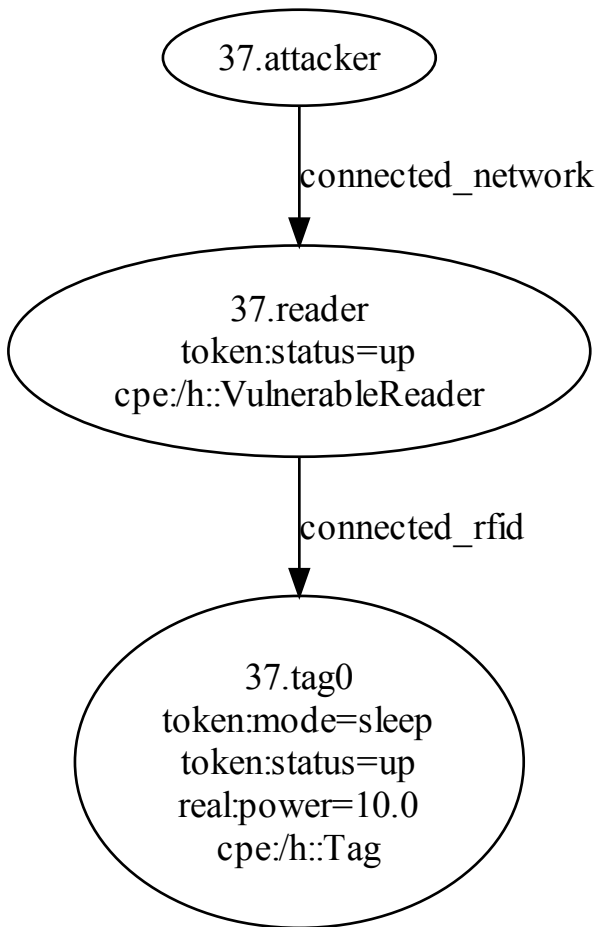 37.attacker
connected_network
37.reader
token:status=up
cpe:/h::VulnerableReader
connected_rfid
37.tag0
token:mode=sleep
token:status=up
real:power=10.0
cpe:/h::Tag